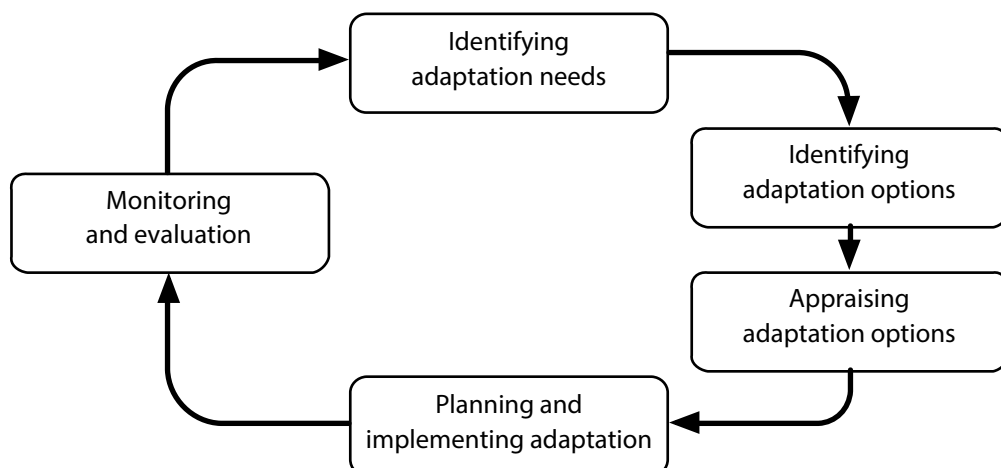 Identifying
adaptation needs
Identifying
adaptation options
Appraising
adaptation options
Planning and
implementing adaptation
Monitoring
and evaluation